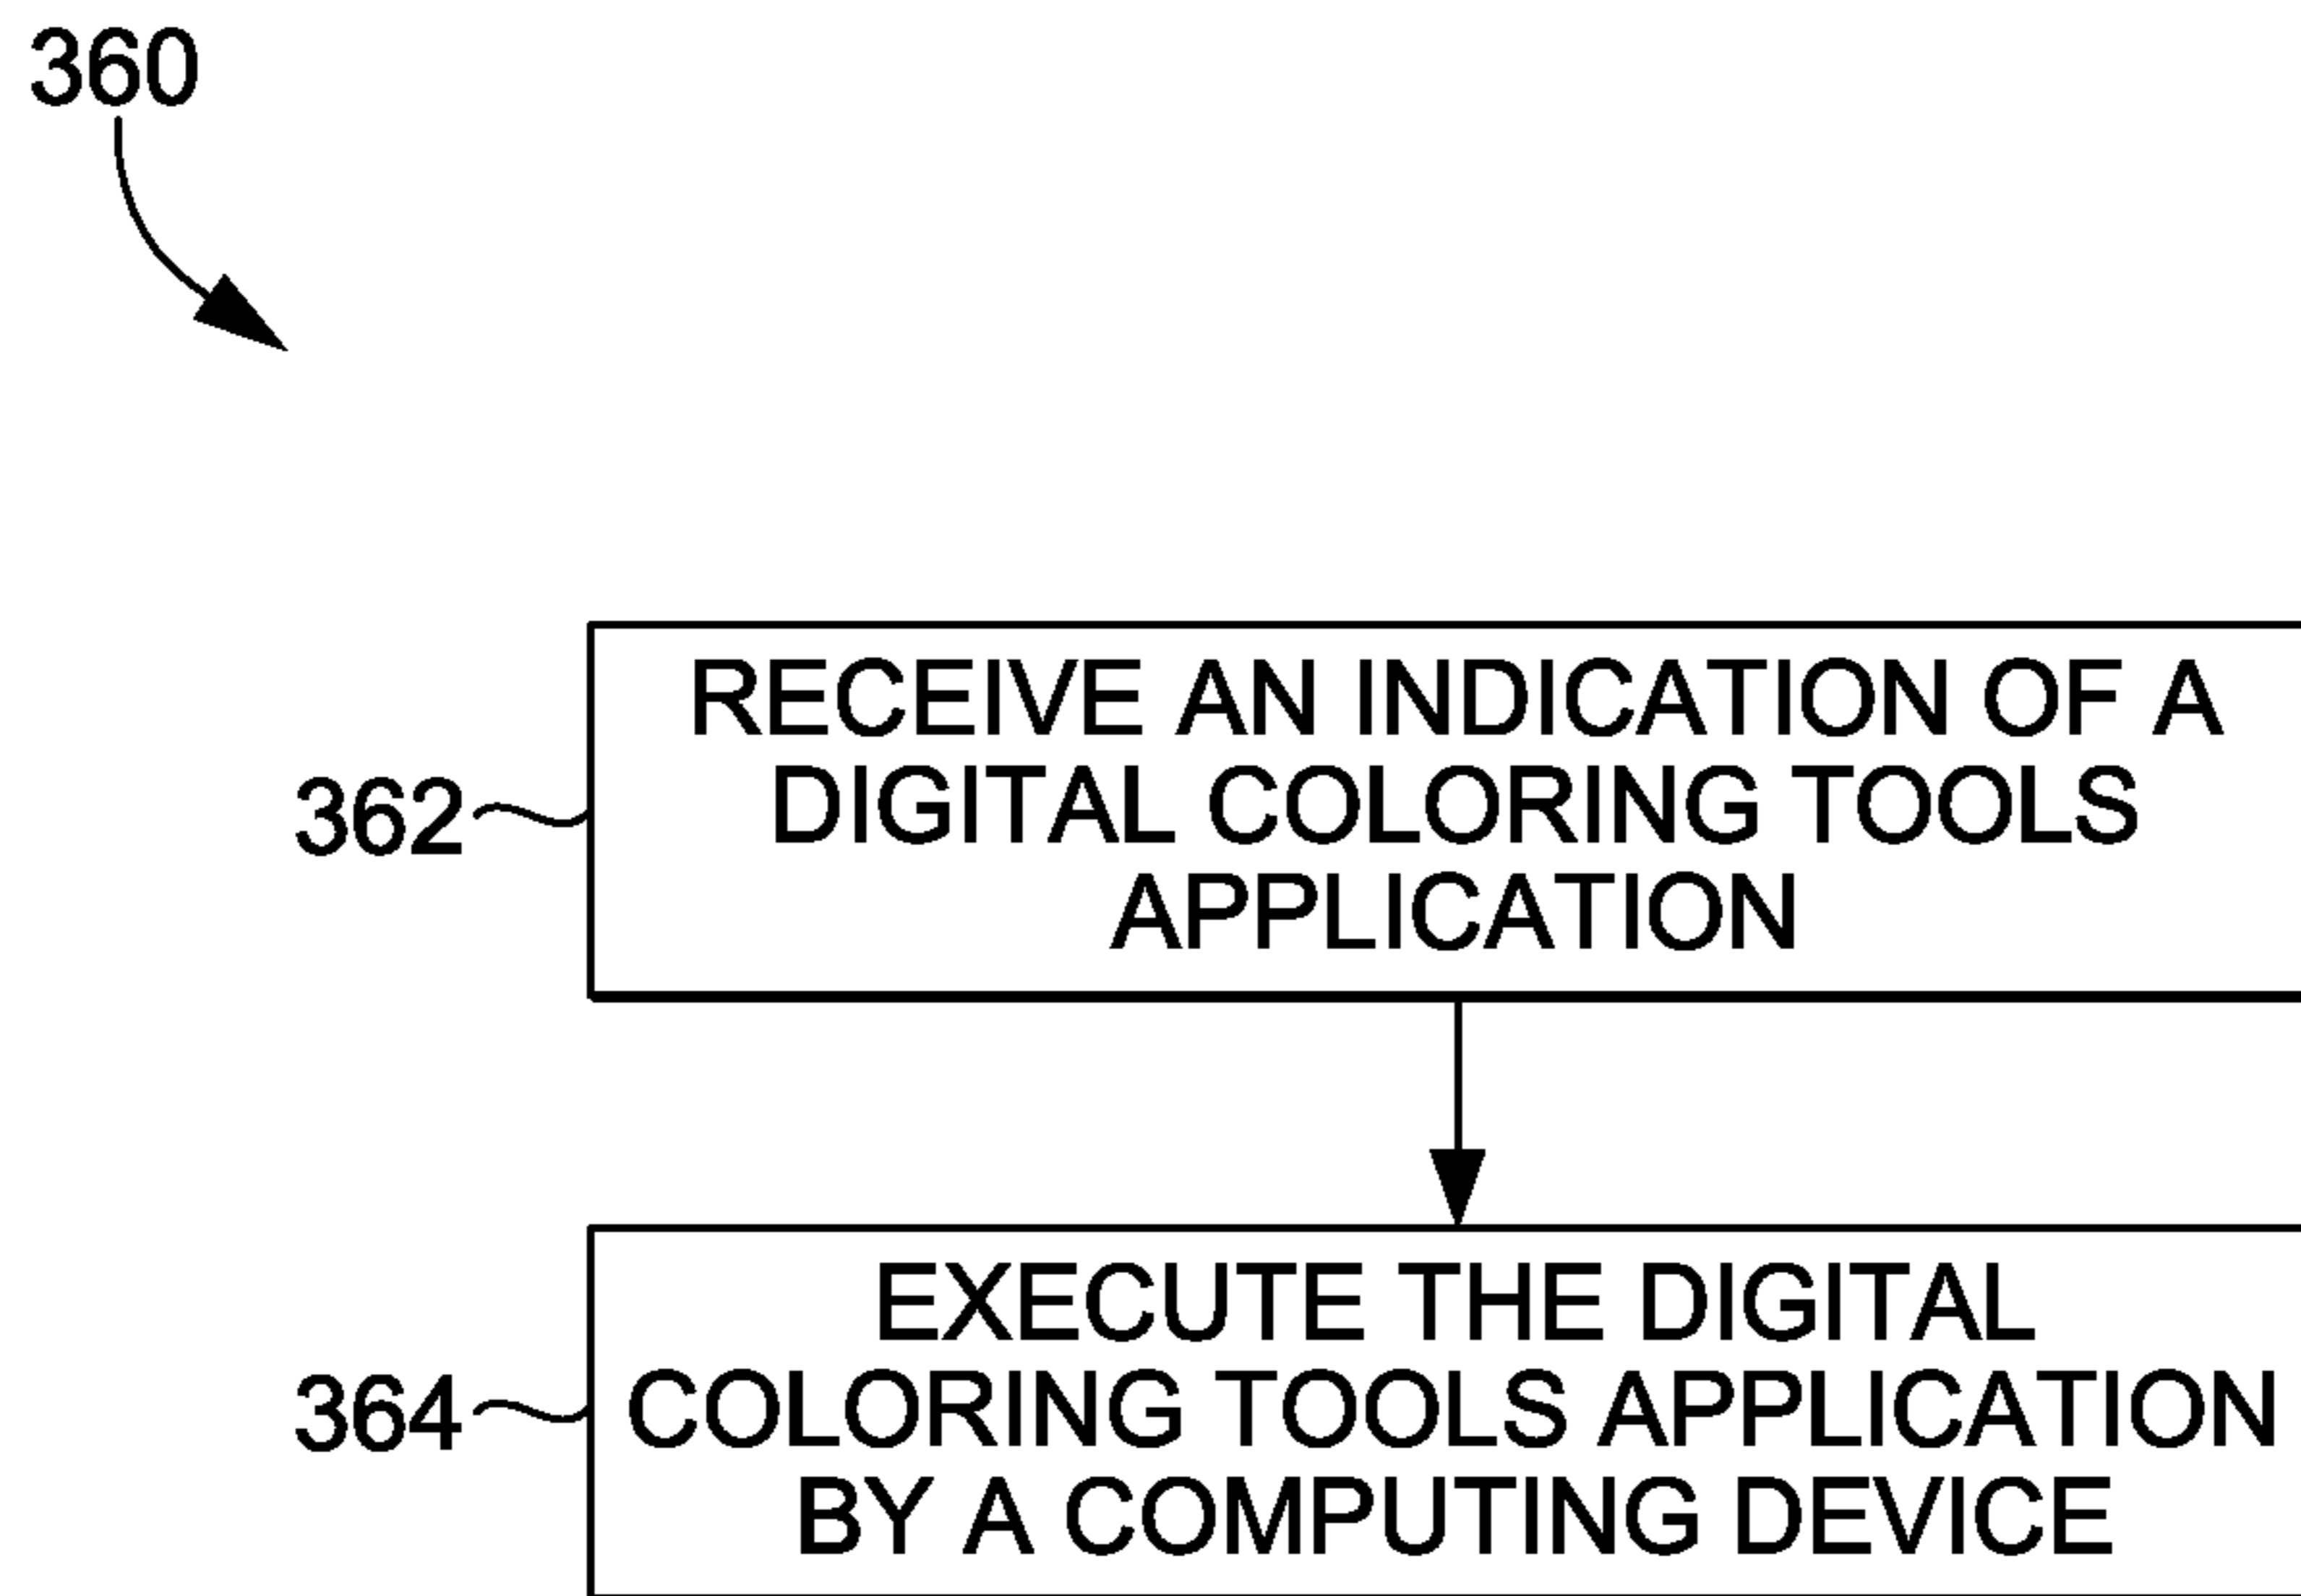 360
RECEIVE AN INDICATION OF A
DIGITAL COLORING TOOLS
APPLICATION
362
EXECUTE THE DIGITAL
COLORING TOOLS APPLICATION
BY A COMPUTING DEVICE
364